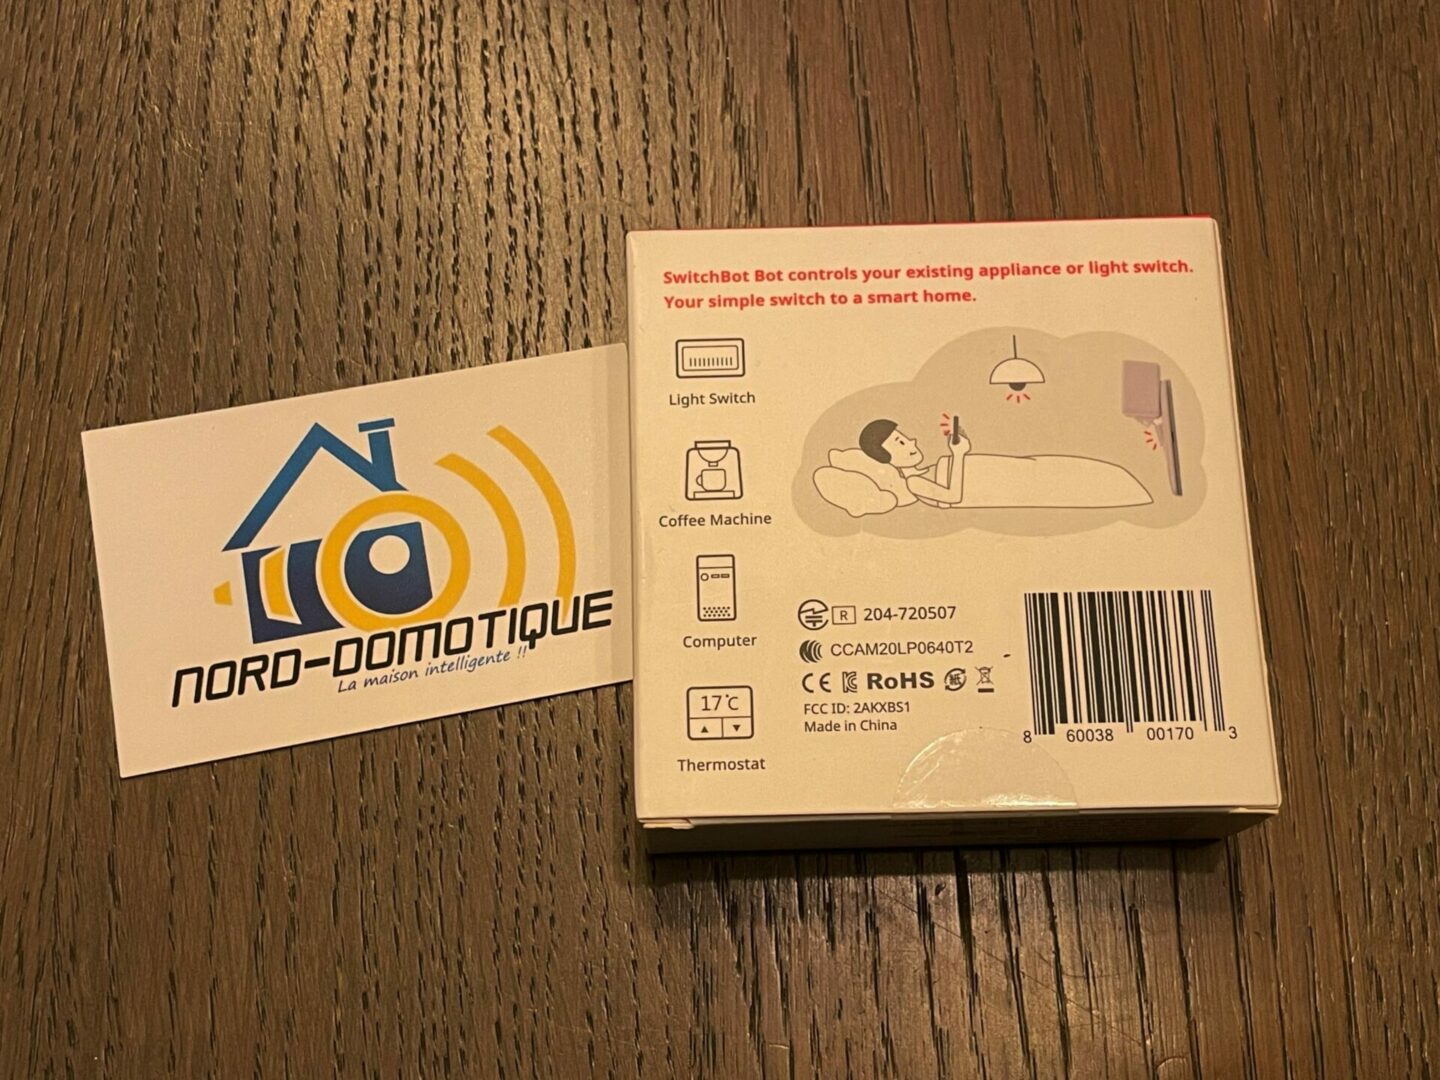 NORD-DOMOTIQUE
La maison intelligente !!
SwitchBot Bot controls your existing appliance or light switch.
Your simple switch to a smart home.
Light Switch
Coffee Machine
Computer
17°C
Thermostat
R 204-720507
CCAM20LP0640T2
CE RoHS 紙
FCC ID: 2AKXBS1
Made in China
8 60038 00170 3